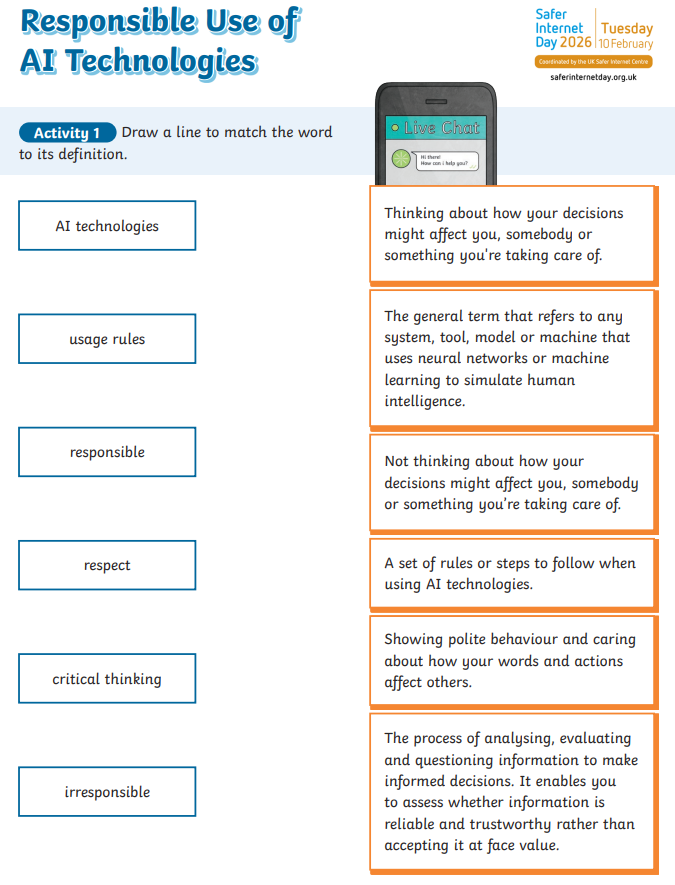 Responsible Use of
AI Technologies
Safer
Internet
Day 2026
Tuesday
10 February
Coordinated by the UK Safer Internet Centre
saferinternetday.org.uk
Activity 1 Draw a line to match the word
to its definition.
Live Chat
Hi there!
How can i help you?
AI technologies
usage rules
responsible
respect
critical thinking
irresponsible
Thinking about how your decisions
might affect you, somebody or
something you're taking care of.
The general term that refers to any
system, tool, model or machine that
uses neural networks or machine
learning to simulate human
intelligence.
Not thinking about how your
decisions might affect you, somebody
or something you're taking care of.
A set of rules or steps to follow when
using AI technologies.
Showing polite behaviour and caring
about how your words and actions
affect others.
The process of analysing, evaluating
and questioning information to make
informed decisions. It enables you
to assess whether information is
reliable and trustworthy rather than
accepting it at face value.